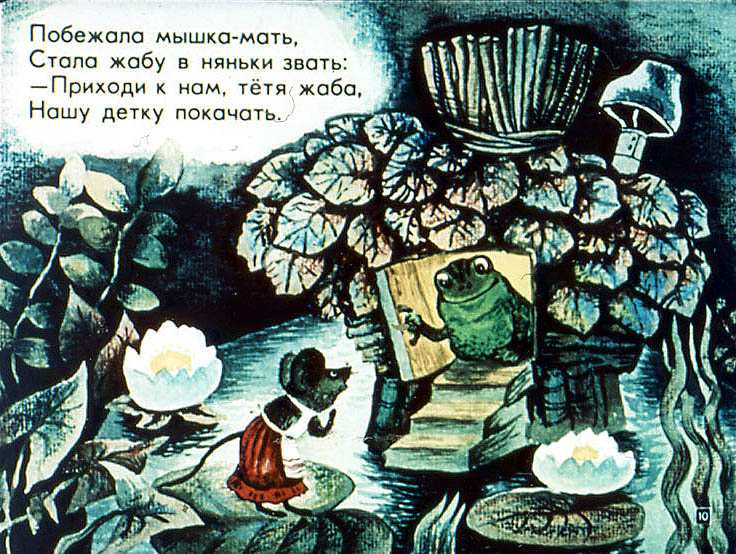 Побежала мышка-мать,
Стала жабу в няньки звать:
—Приходи к нам, тётя жаба,
Нашу детку покачать.
10